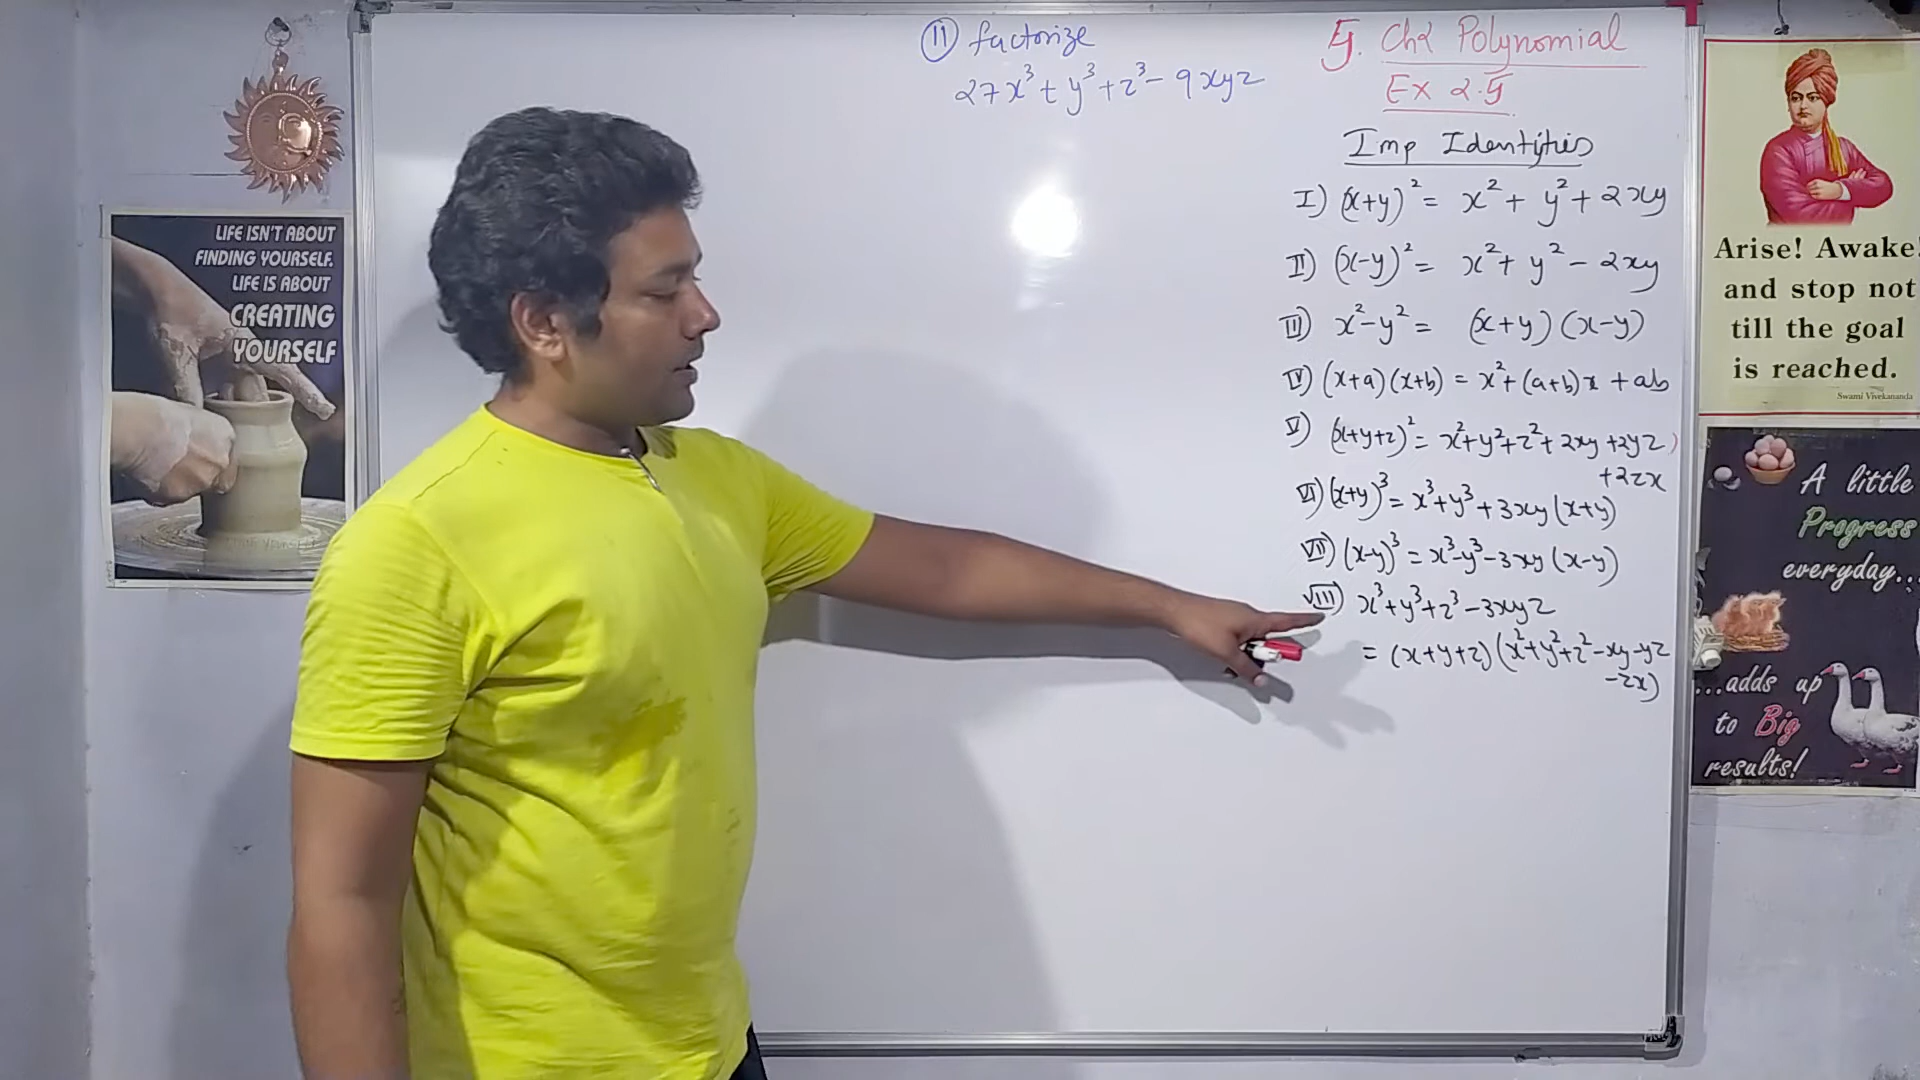 ⑪ factorize
27x³ + y³ + z³ - 9xyz
9. Ch2 Polynomial
Ex 2.5
Imp Identities
I) (x+y)² = x² + y² + 2xy
II) (x-y)² = x² + y² - 2xy
III) x² - y² = (x+y) (x-y)
IV) (x+a) (x+b) = x² + (a+b)x + ab
V) (x+y+z)² = x² + y² + z² + 2xy + 2yz
+ 2zx
VI) (x+y)³ = x³ + y³ + 3xy (x+y)
VII) (x-y)³ = x³ - y³ - 3xy (x-y)
VIII) x³ + y³ + z³ - 3xyz
= (x+y+z) (x² + y² + z² - xy - yz
- zx)
LIFE ISN'T ABOUT
FINDING YOURSELF.
LIFE IS ABOUT
CREATING
YOURSELF
Arise! Awake!
and stop not
till the goal
is reached.
Swami Vivekananda
A little
Progress
everyday...
...adds up
to Big
results!